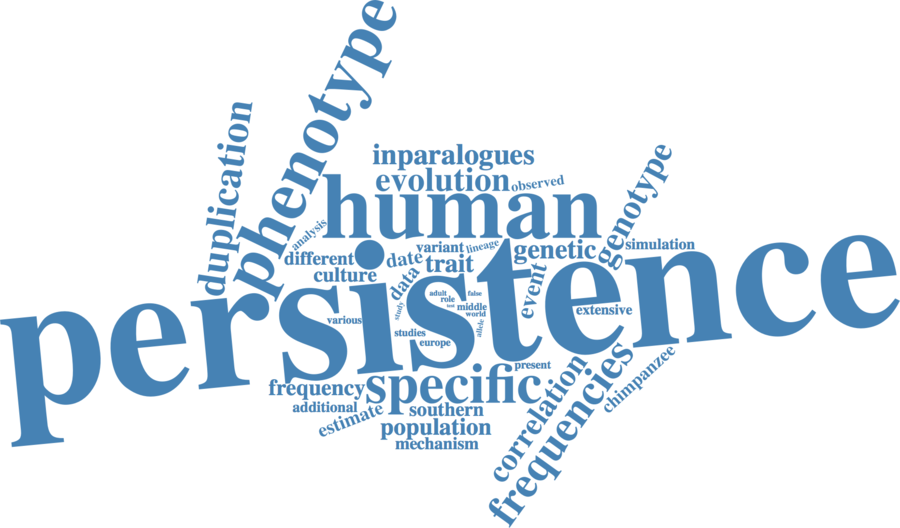 phenotype
duplication
inparalogues
evolution
observed
human
genotype
analysis
different
variant
lineage
genetic
simulation
culture
date
data
trait
event
persistence
adult
false
role
middle
world
study
various
studies
europe
allele
extensive
present
frequency
specific
correlation
frequencies
chimpanzee
additional
estimate
southern
population
mechanism